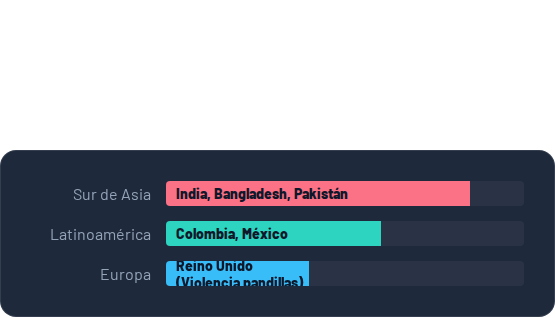 Sur de Asia
India, Bangladesh, Pakistán
Latinoamérica
Colombia, México
Europa
Reino Unido
(Violencia pandillas)